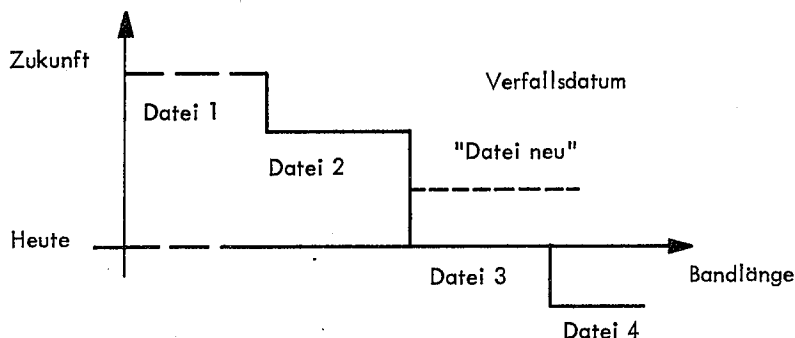 Zukunft
Verfallsdatum
Datei 1
"Datei neu"
Datei 2
Heute
Datei 3
Bandlänge
Datei 4